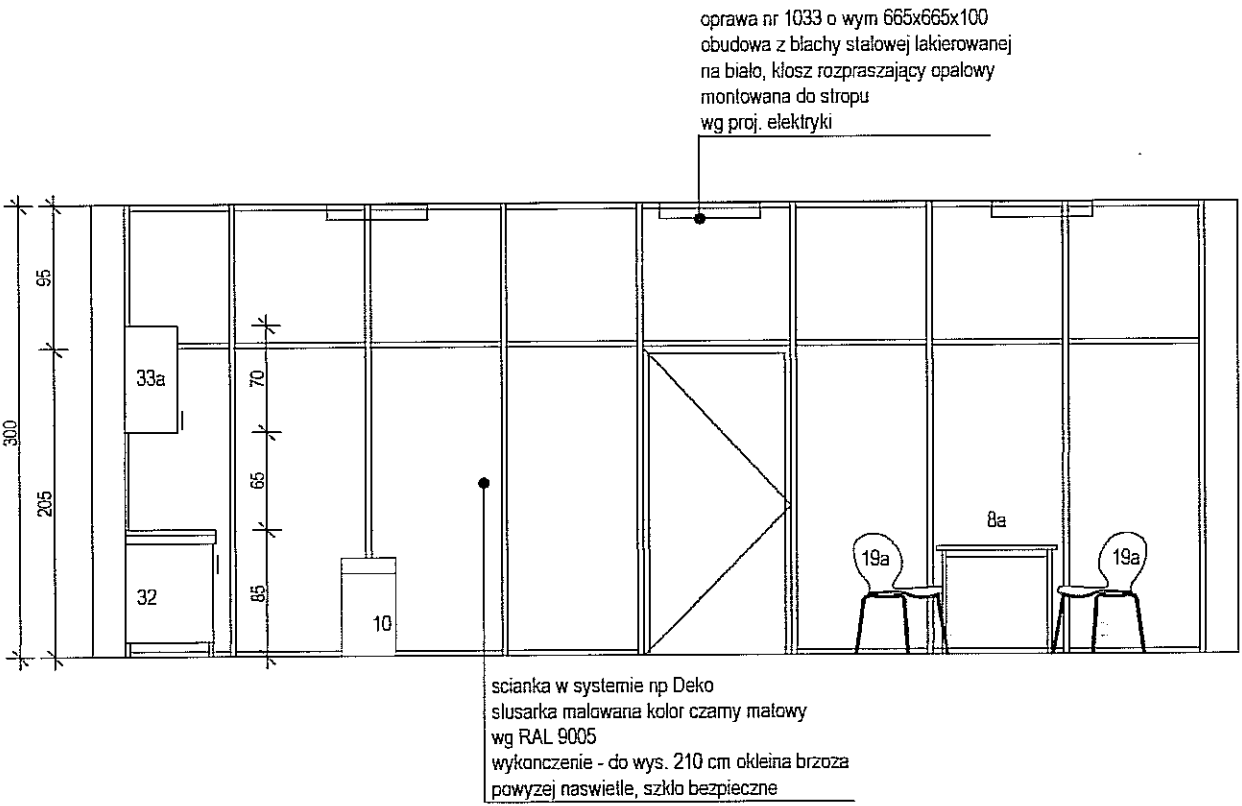 oprawa nr 1033 o wym 665x665x100
obudowa z blachy stalowej lakierowanej
na biało, klosz rozpraszający opalowy
montowana do stropu
wg proj. elektryki
95
33a
70
300
205
65
8a
19a
19a
32
85
10
scianka w systemie np Deko
slusarka malowana kolor czarny matowy
wg RAL 9005
wykonczenie - do wys. 210 cm okleina brzoza
powyzej naswietle, szklo bezpieczne